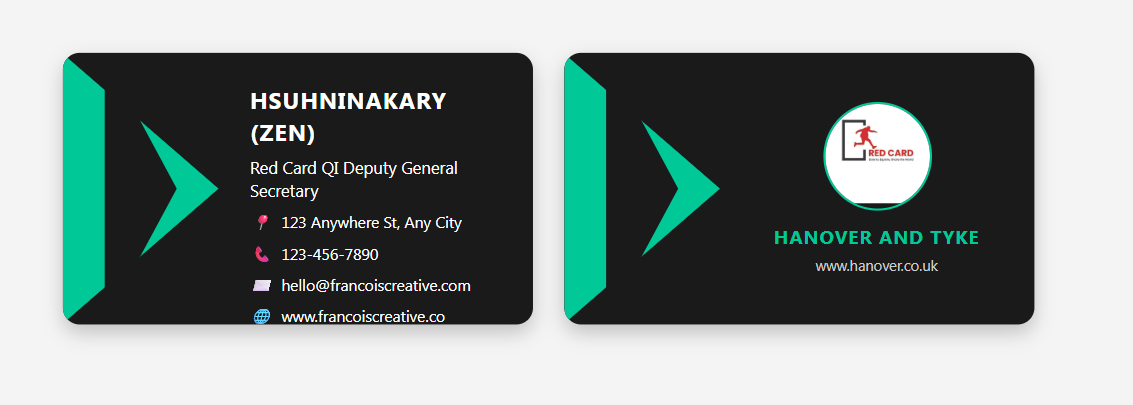 HSUHNINAKARY
(ZEN)
Red Card QI Deputy General
Secretary
123 Anywhere St, Any City
123-456-7890
hello@francoiscreative.com
www.francoiscreative.co
RED CARD
HANOVER AND TYKE
www.hanover.co.uk